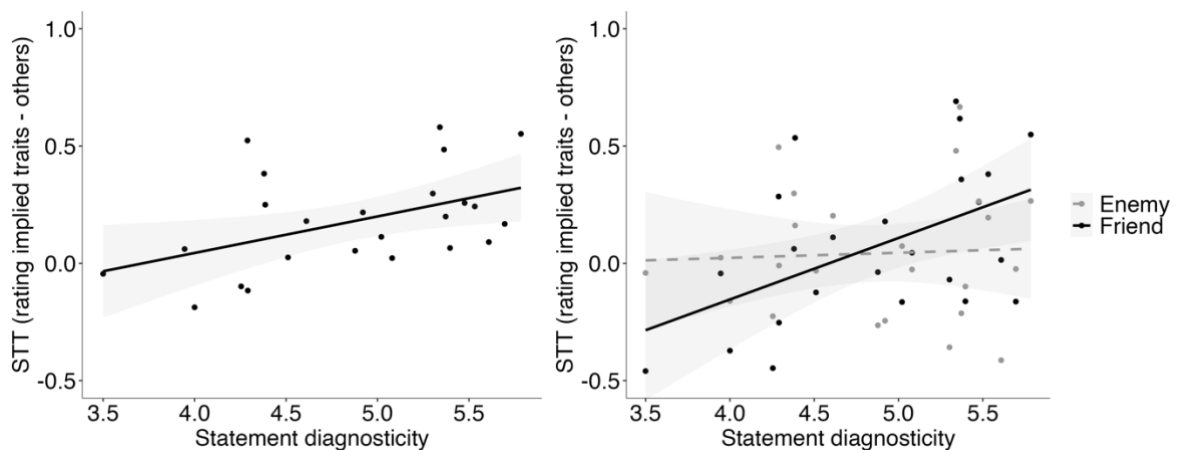 STT (rating implied traits - others)
1.0
0.5
0.0
-0.5
3.5 4.0 4.5 5.0 5.5
Statement diagnosticity
STT (rating implied traits - others)
1.0
0.5
0.0
-0.5
3.5 4.0 4.5 5.0 5.5
Statement diagnosticity
Enemy
Friend